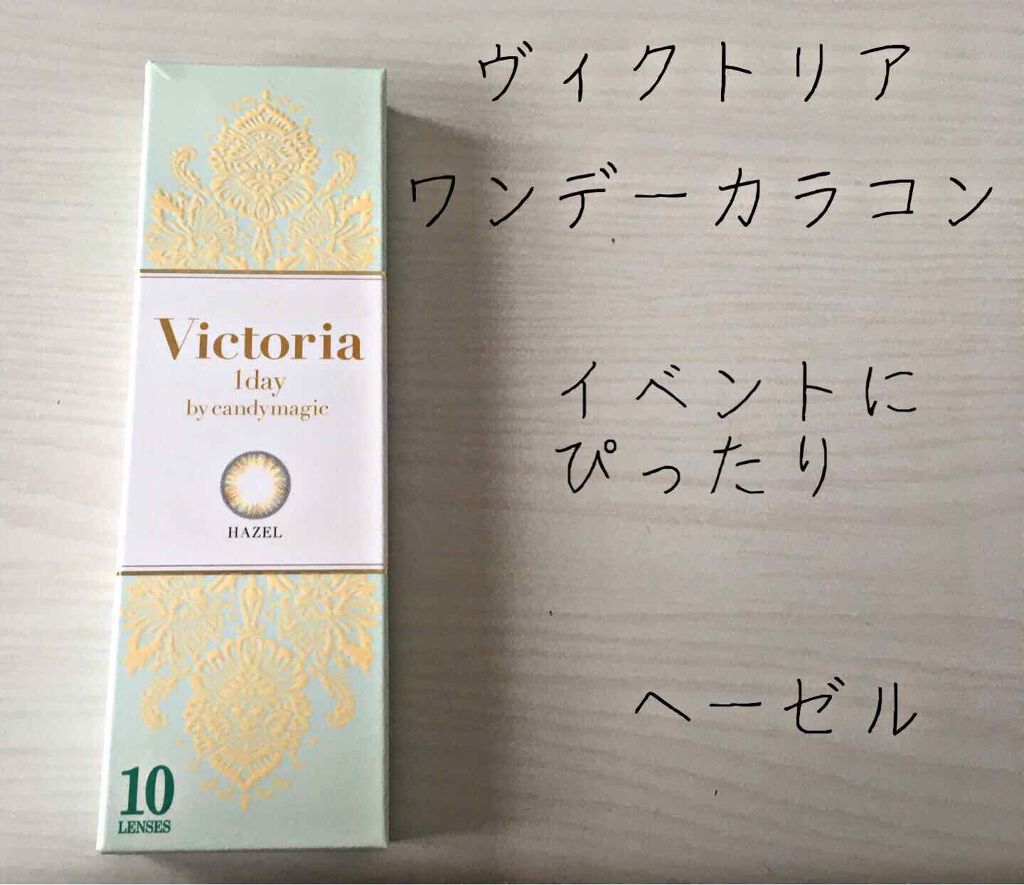 Victoria
1day
by candymagic
HAZEL
10
LENSES
ヴィクトリア
ワンデーカラコン
イベントに
ぴったり
ヘーゼル